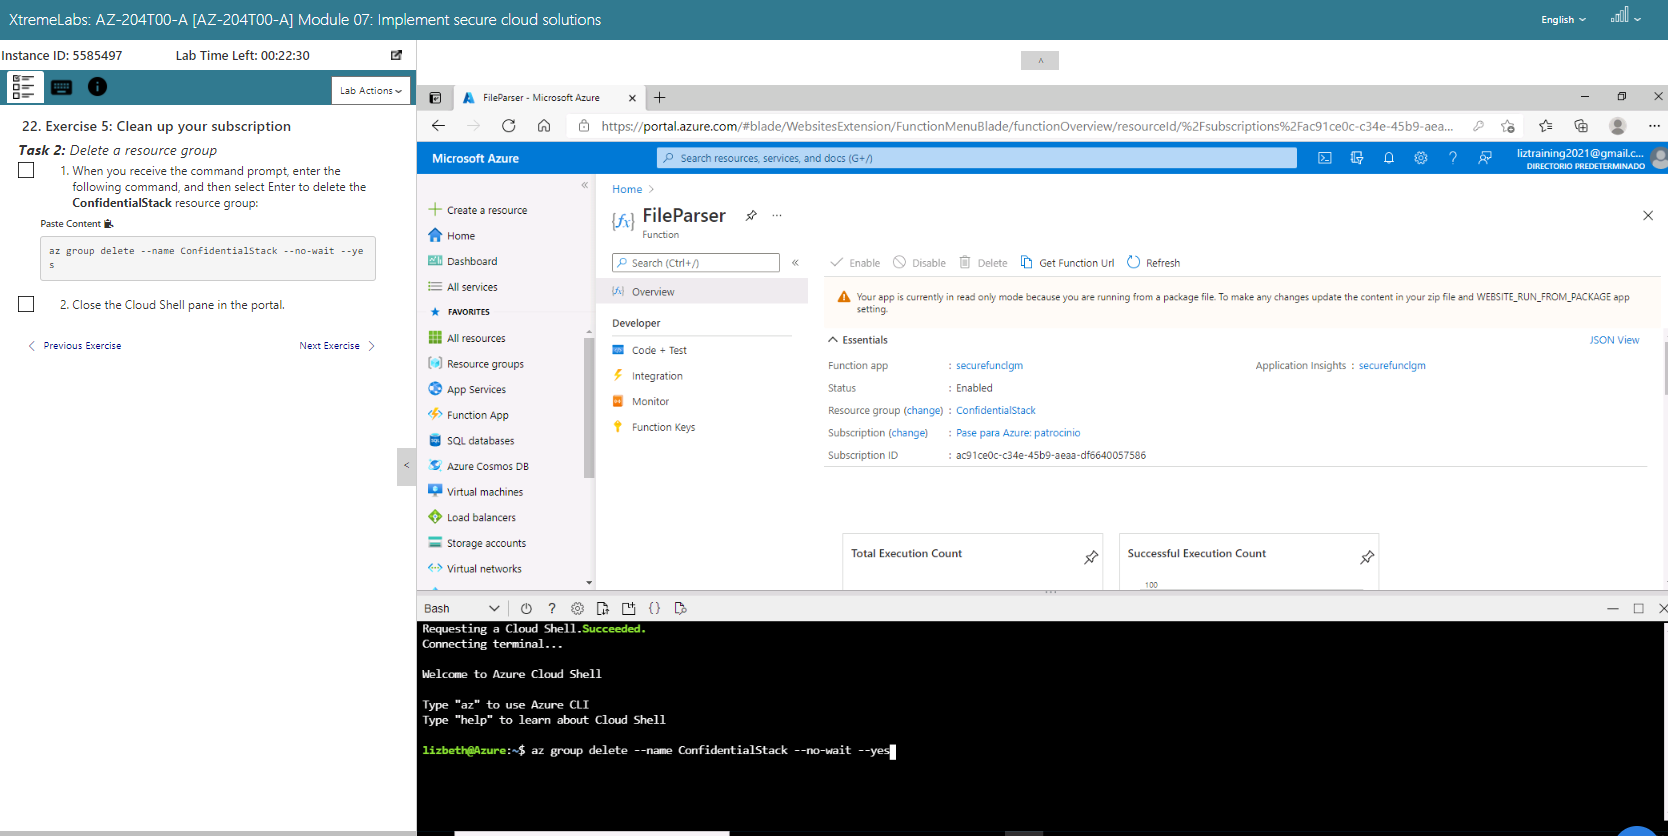 XtremeLabs: AZ-204T00-A [AZ-204T00-A] Module 07: Implement secure cloud solutions
English
Instance ID: 5585497
Lab Time Left: 00:22:30
Lab Actions
22. Exercise 5: Clean up your subscription
Task 2: Delete a resource group
1. When you receive the command prompt, enter the
following command, and then select Enter to delete the
ConfidentialStack resource group:
Paste Content
az group delete --name ConfidentialStack --no-wait --ye
s
2. Close the Cloud Shell pane in the portal.
Previous Exercise
Next Exercise
FileParser - Microsoft Azure
https://portal.azure.com/#blade/WebsitesExtension/FunctionMenuBlade/functionOverview/resourceId/%2Fsubscriptions%2Fac91ce0c-c34e-45b9-aea...
Microsoft Azure
Search resources, services, and docs (G+/)
liztraining2021@gmail.c...
DIRECTORIO PREDETERMINADO
Create a resource
Home
Dashboard
All services
FAVORITES
All resources
Resource groups
App Services
Function App
SQL databases
Azure Cosmos DB
Virtual machines
Load balancers
Storage accounts
Virtual networks
Home >
FileParser
Function
Search (Ctrl+/)
Overview
Developer
Code + Test
Integration
Monitor
Function Keys
Enable
Disable
Delete
Get Function Url
Refresh
Your app is currently in read only mode because you are running from a package file. To make any changes update the content in your zip file and WEBSITE_RUN_FROM_PACKAGE app
setting.
Essentials
JSON View
Function app : securefunclgm
Application Insights : securefunclgm
Status : Enabled
Resource group (change) : ConfidentialStack
Subscription (change) : Pase para Azure: patrocinio
Subscription ID : ac91ce0c-c34e-45b9-aeaa-df6640057586
Total Execution Count
Successful Execution Count
100
Bash
Requesting a Cloud Shell.Succeeded.
Connecting terminal...
Welcome to Azure Cloud Shell
Type "az" to use Azure CLI
Type "help" to learn about Cloud Shell
lizbeth@Azure:~$ az group delete --name ConfidentialStack --no-wait --yes